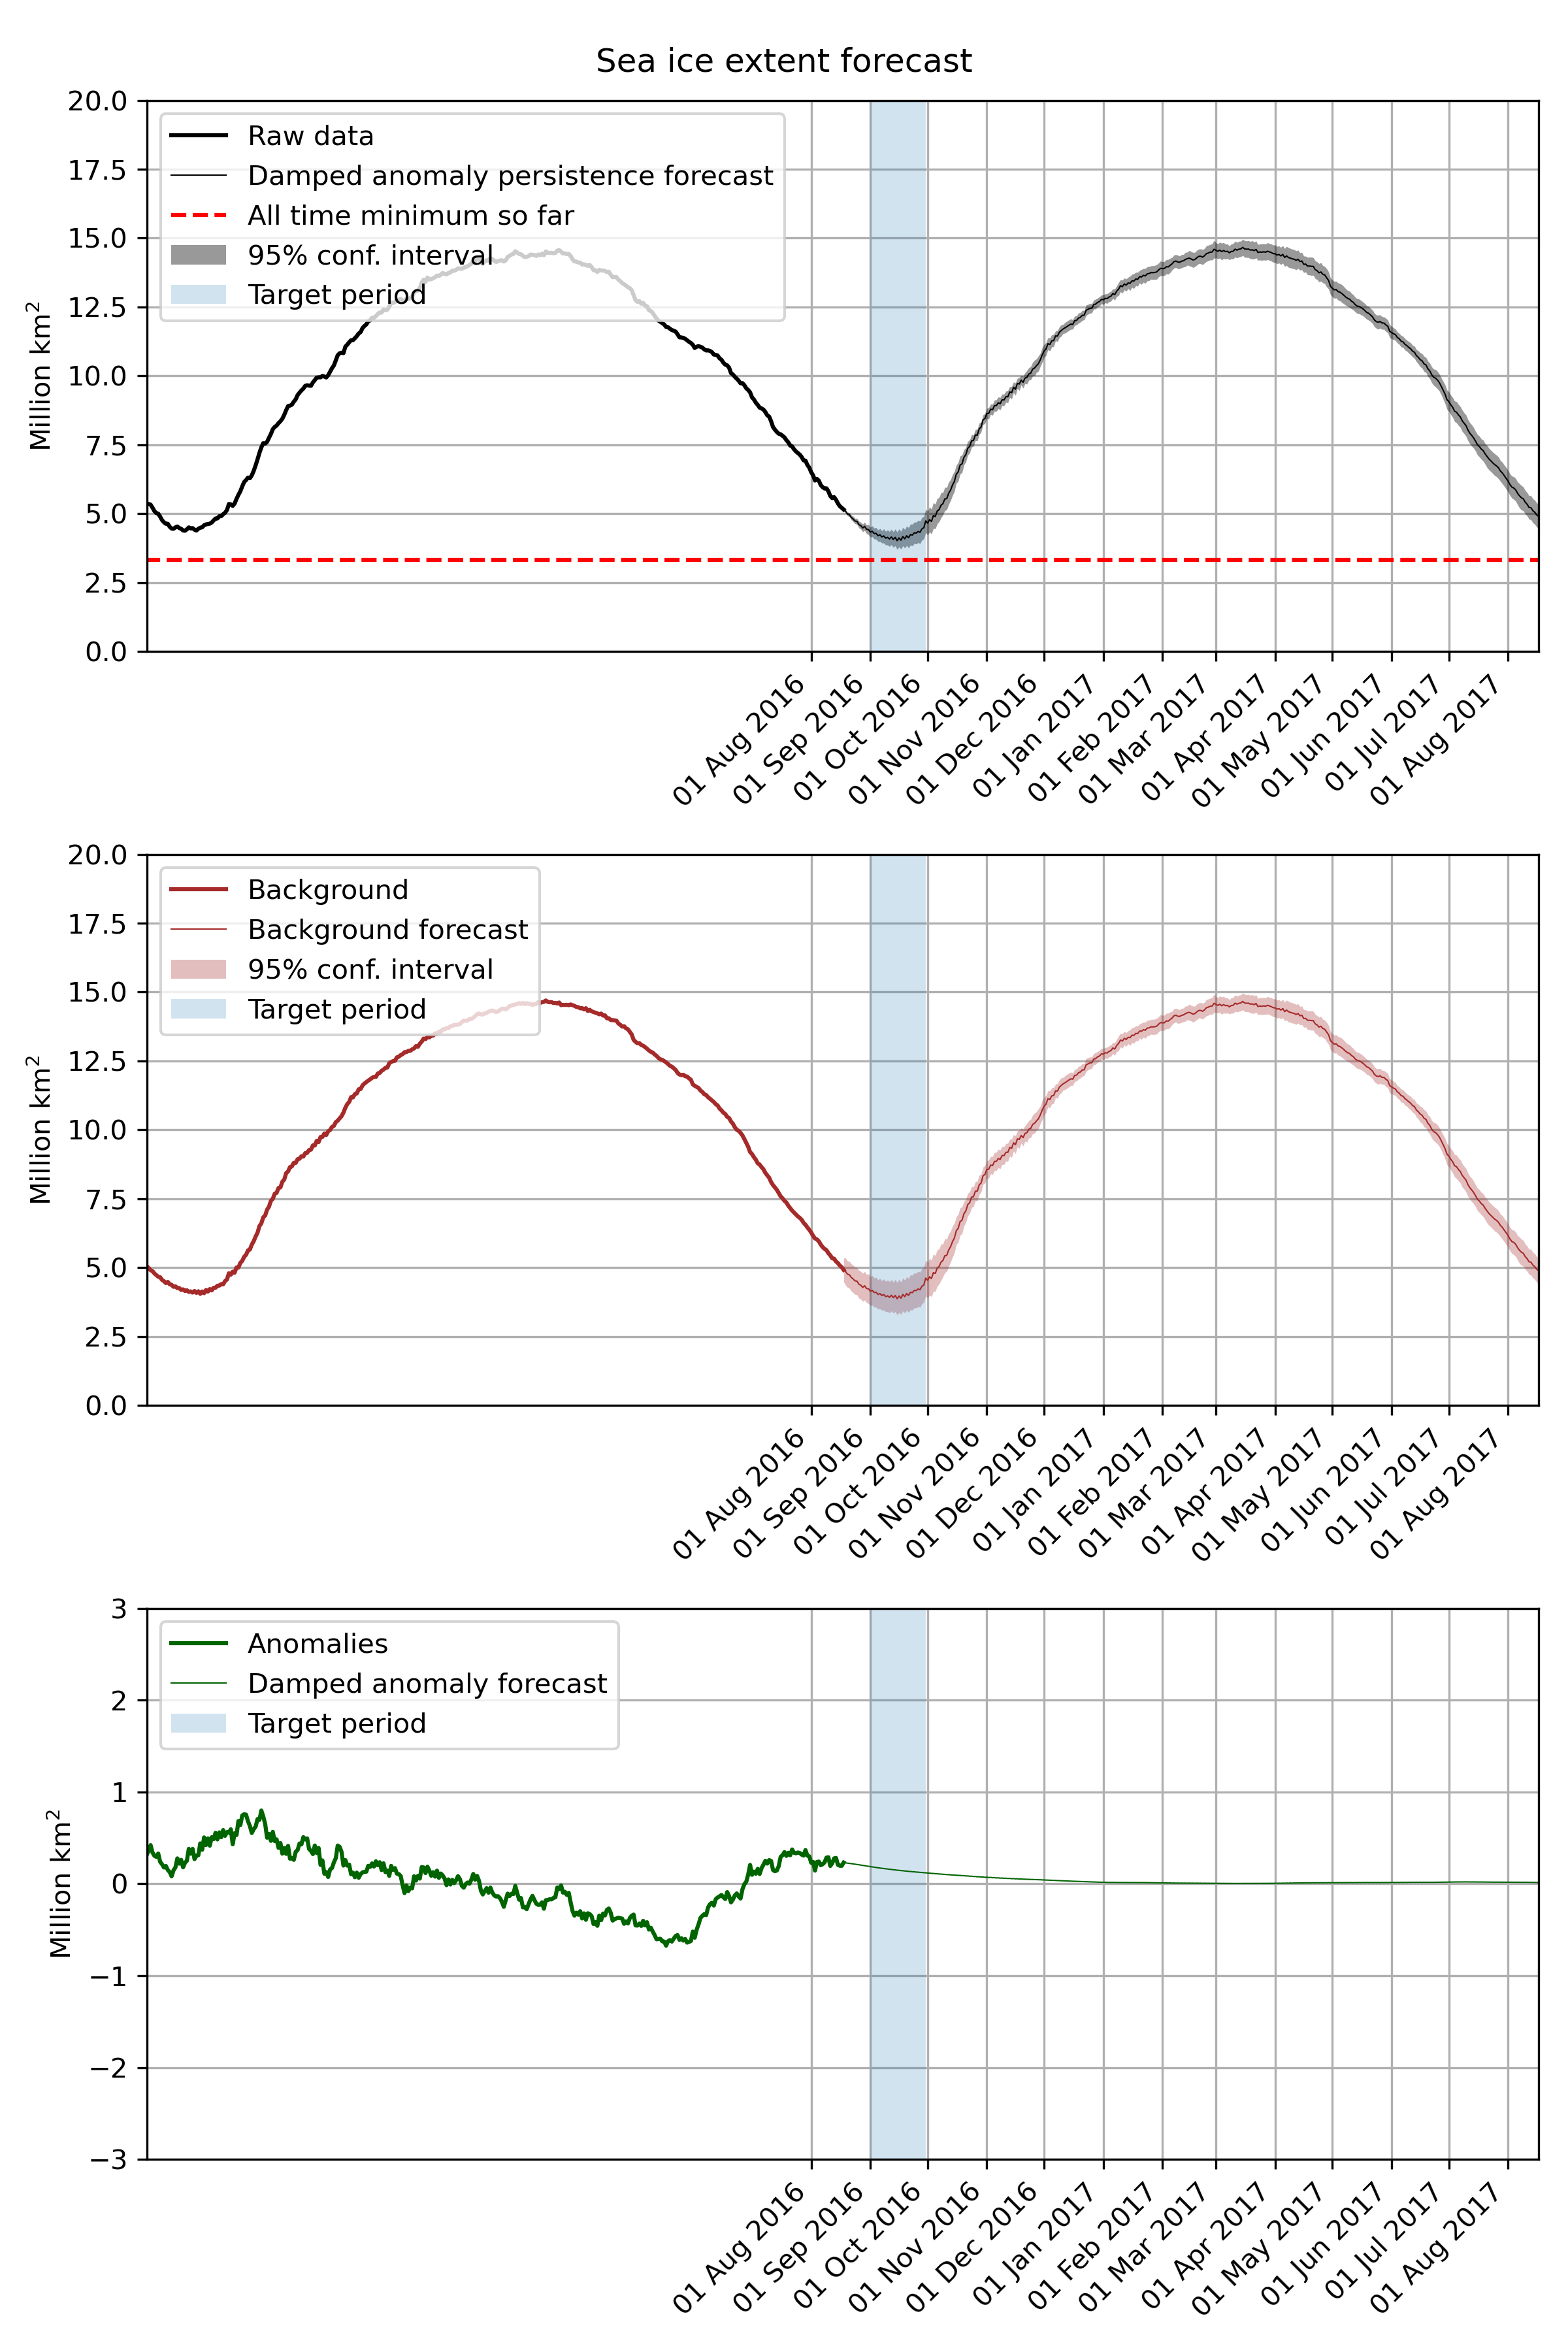 Sea ice extent forecast
20.0
17.5
15.0
12.5
10.0
7.5
5.0
2.5
0.0
Million km²
Raw data
Damped anomaly persistence forecast
All time minimum so far
95% conf. interval
Target period
01 Aug 2016
01 Sep 2016
01 Oct 2016
01 Nov 2016
01 Dec 2016
01 Jan 2017
01 Feb 2017
01 Mar 2017
01 Apr 2017
01 May 2017
01 Jun 2017
01 Jul 2017
01 Aug 2017
20.0
17.5
15.0
12.5
10.0
7.5
5.0
2.5
0.0
Million km²
Background
Background forecast
95% conf. interval
Target period
01 Aug 2016
01 Sep 2016
01 Oct 2016
01 Nov 2016
01 Dec 2016
01 Jan 2017
01 Feb 2017
01 Mar 2017
01 Apr 2017
01 May 2017
01 Jun 2017
01 Jul 2017
01 Aug 2017
3
2
1
0
−1
−2
−3
Million km²
Anomalies
Damped anomaly forecast
Target period
01 Aug 2016
01 Sep 2016
01 Oct 2016
01 Nov 2016
01 Dec 2016
01 Jan 2017
01 Feb 2017
01 Mar 2017
01 Apr 2017
01 May 2017
01 Jun 2017
01 Jul 2017
01 Aug 2017